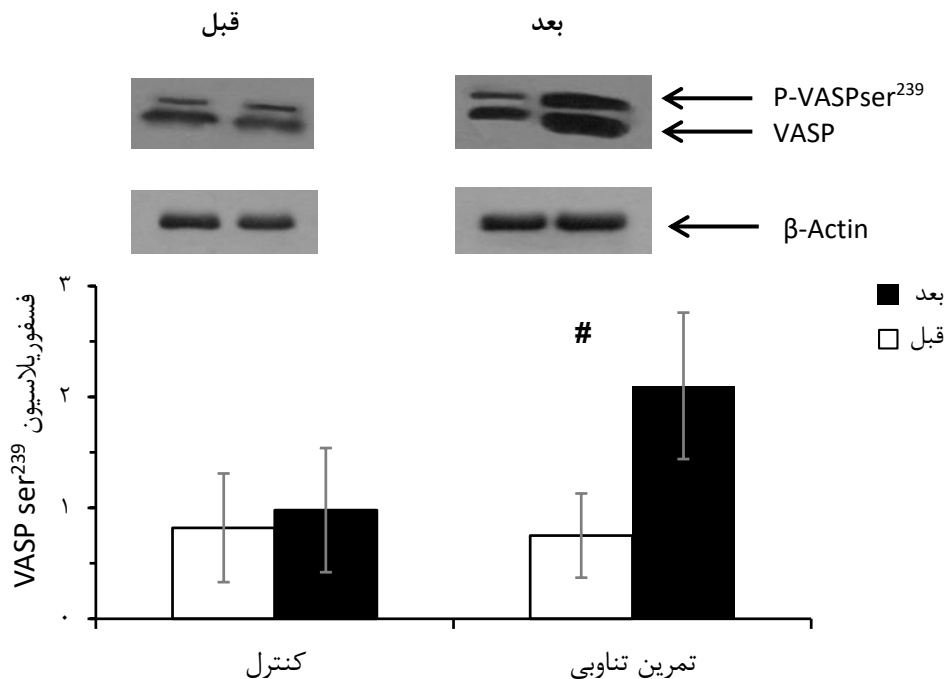 قبل
بعد
P-VASPser²³⁹
VASP
β-Actin
فسفوریلاسیون VASP ser²³⁹
۳
۲
۱
۰
#
بعد
قبل
کنترل
تمرین تناوبی